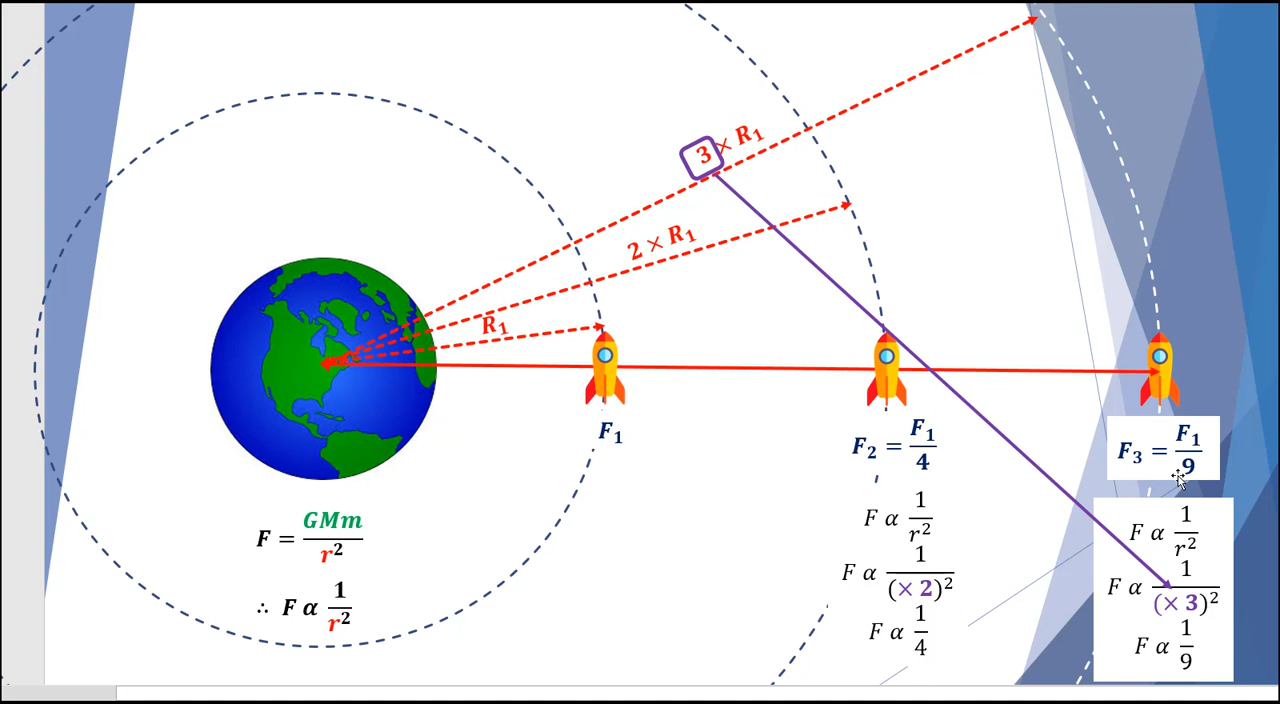 3 × R₁
2 × R₁
R₁
F₁
F₂ = F₁/4
F₃ = F₁/9
F = GMm/r²
∴ F α 1/r²
F α 1/r²
F α 1/(× 2)²
F α 1/4
F α 1/r²
F α 1/(× 3)²
F α 1/9